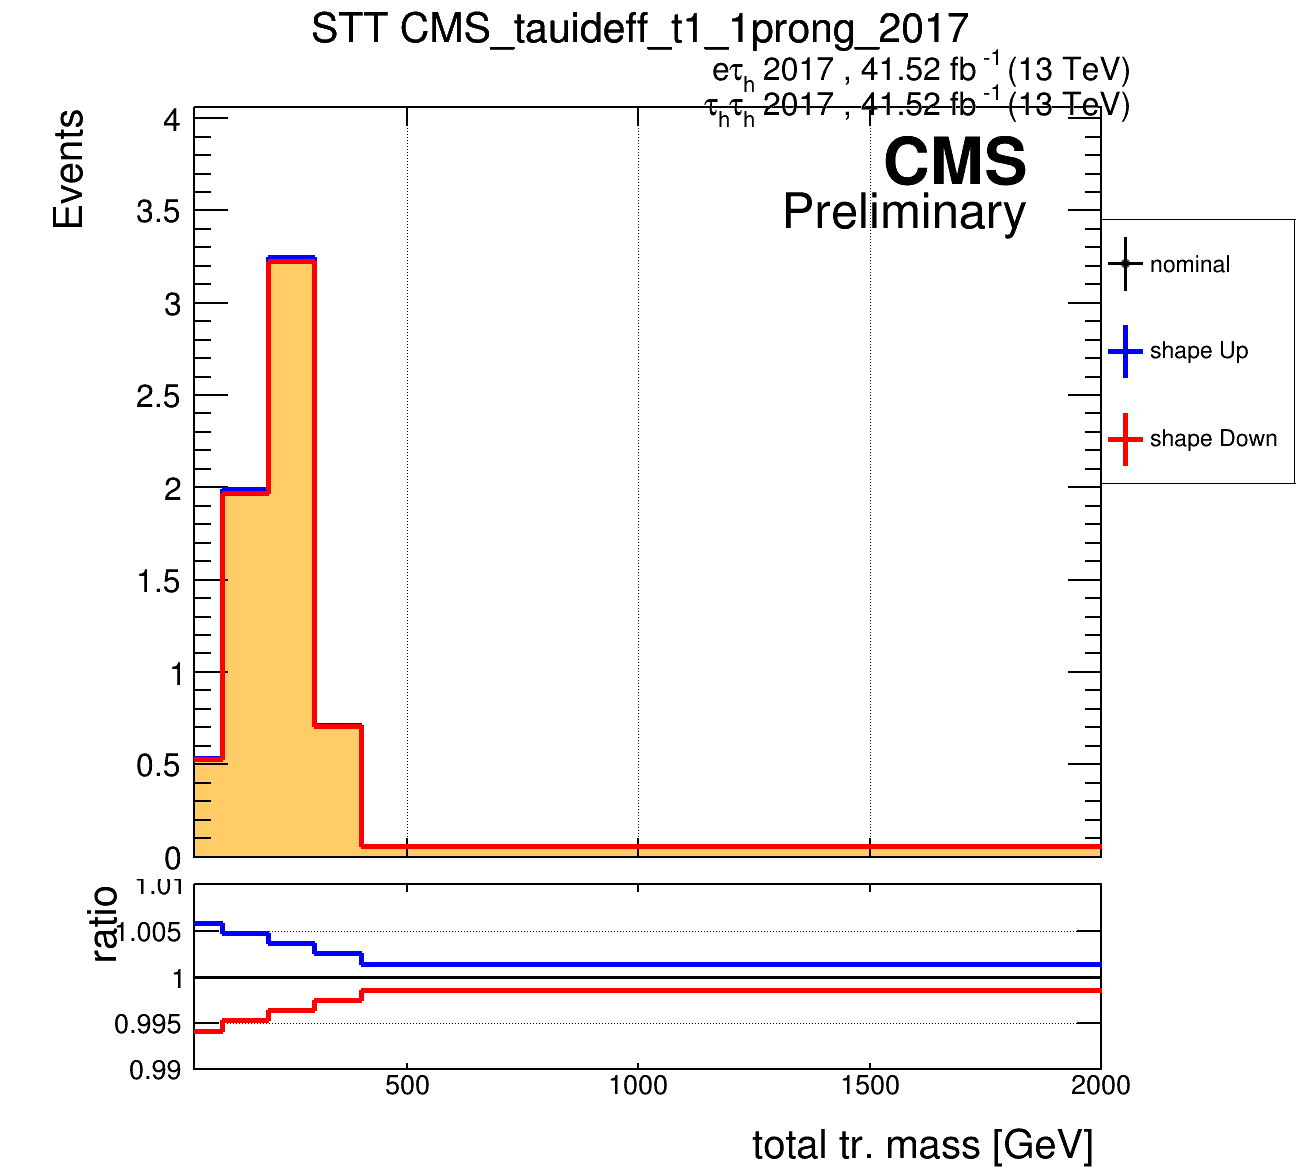 STT CMS_tauideff_t1_1prong_2017
eτh 2017 , 41.52 fb -1 (13 TeV)
τhτh 2017 , 41.52 fb -1 (13 TeV)
CMS
Preliminary
Events
4
3.5
3
2.5
2
1.5
1
0.5
0
nominal
shape Up
shape Down
ratio
1.01
1.005
1
0.995
0.99
500 1000 1500 2000
total tr. mass [GeV]